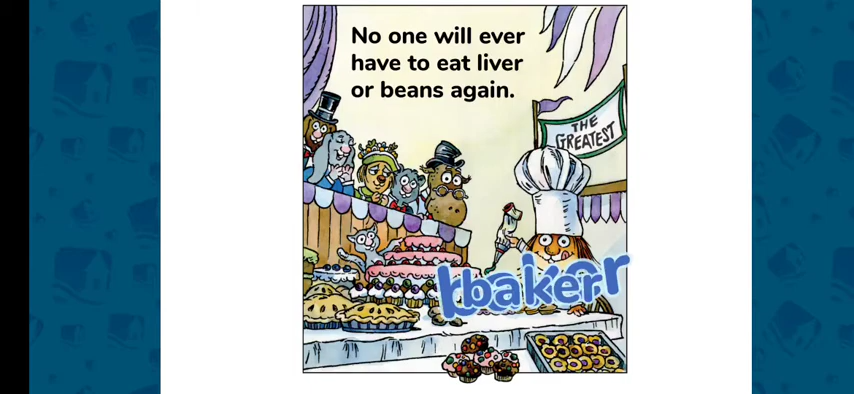 No one will ever
have to eat liver
or beans again.
THE
GREATEST
baker